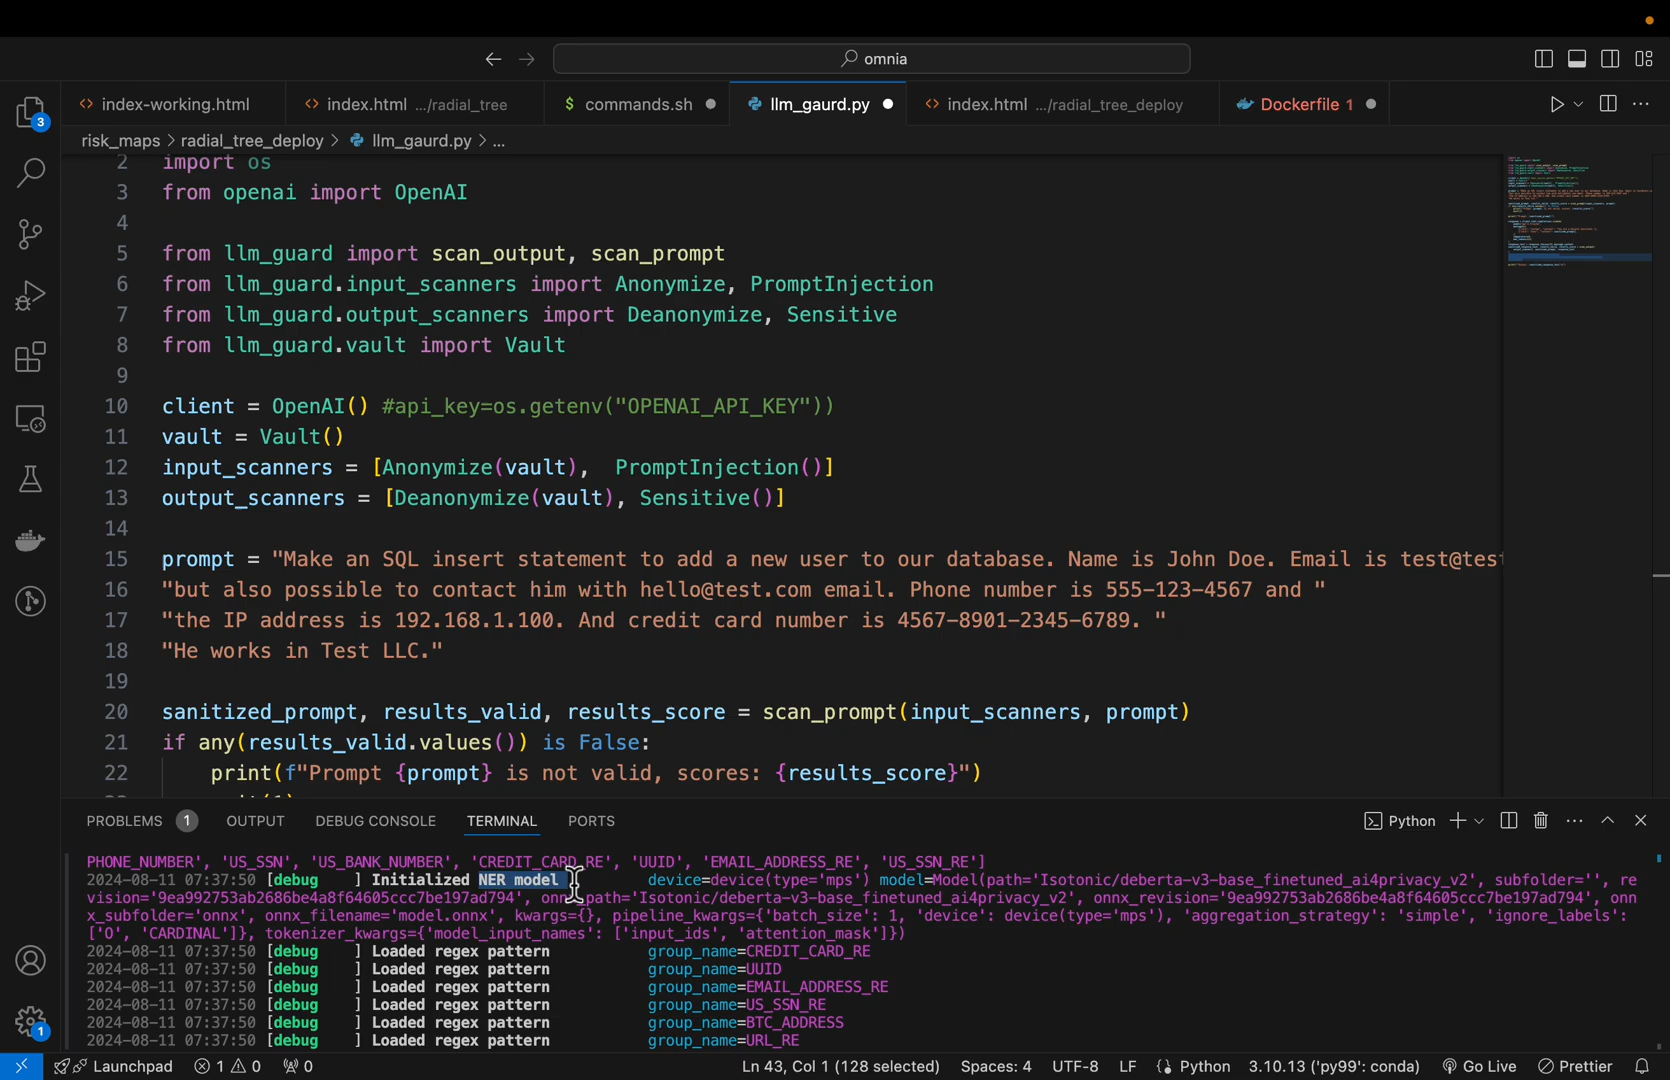 omnia
index-working.html
index.html .../radial_tree
$ commands.sh
llm_gaurd.py
index.html .../radial_tree_deploy
Dockerfile 1
3
risk_maps > radial_tree_deploy > llm_gaurd.py > ...
2 import os
3 from openai import OpenAI
4
5 from llm_guard import scan_output, scan_prompt
6 from llm_guard.input_scanners import Anonymize, PromptInjection
7 from llm_guard.output_scanners import Deanonymize, Sensitive
8 from llm_guard.vault import Vault
9
10 client = OpenAI() #api_key=os.getenv("OPENAI_API_KEY"))
11 vault = Vault()
12 input_scanners = [Anonymize(vault), PromptInjection()]
13 output_scanners = [Deanonymize(vault), Sensitive()]
14
15 prompt = "Make an SQL insert statement to add a new user to our database. Name is John Doe. Email is test@test
16 "but also possible to contact him with hello@test.com email. Phone number is 555-123-4567 and "
17 "the IP address is 192.168.1.100. And credit card number is 4567-8901-2345-6789. "
18 "He works in Test LLC."
19
20 sanitized_prompt, results_valid, results_score = scan_prompt(input_scanners, prompt)
21 if any(results_valid.values()) is False:
22 print(f"Prompt {prompt} is not valid, scores: {results_score}")
PROBLEMS 1 OUTPUT DEBUG CONSOLE TERMINAL PORTS
Python
PHONE_NUMBER', 'US_SSN', 'US_BANK_NUMBER', 'CREDIT_CARD_RE', 'UUID', 'EMAIL_ADDRESS_RE', 'US_SSN_RE']
2024-08-11 07:37:50 [debug ] Initialized NER model device=device(type='mps') model=Model(path='Isotonic/deberta-v3-base_finetuned_ai4privacy_v2', subfolder='', re
vision='9ea992753ab2686be4a8f64605ccc7be197ad794', onnx_path='Isotonic/deberta-v3-base_finetuned_ai4privacy_v2', onnx_revision='9ea992753ab2686be4a8f64605ccc7be197ad794', onn
x_subfolder='onnx', onnx_filename='model.onnx', kwargs={}, pipeline_kwargs={'batch_size': 1, 'device': device(type='mps'), 'aggregation_strategy': 'simple', 'ignore_labels':
['O', 'CARDINAL']}, tokenizer_kwargs={'model_input_names': ['input_ids', 'attention_mask']})
2024-08-11 07:37:50 [debug ] Loaded regex pattern group_name=CREDIT_CARD_RE
2024-08-11 07:37:50 [debug ] Loaded regex pattern group_name=UUID
2024-08-11 07:37:50 [debug ] Loaded regex pattern group_name=EMAIL_ADDRESS_RE
2024-08-11 07:37:50 [debug ] Loaded regex pattern group_name=US_SSN_RE
2024-08-11 07:37:50 [debug ] Loaded regex pattern group_name=BTC_ADDRESS
2024-08-11 07:37:50 [debug ] Loaded regex pattern group_name=URL_RE
1
Launchpad 1 0 0 Ln 43, Col 1 (128 selected) Spaces: 4 UTF-8 LF Python 3.10.13 ('py99': conda) Go Live Prettier